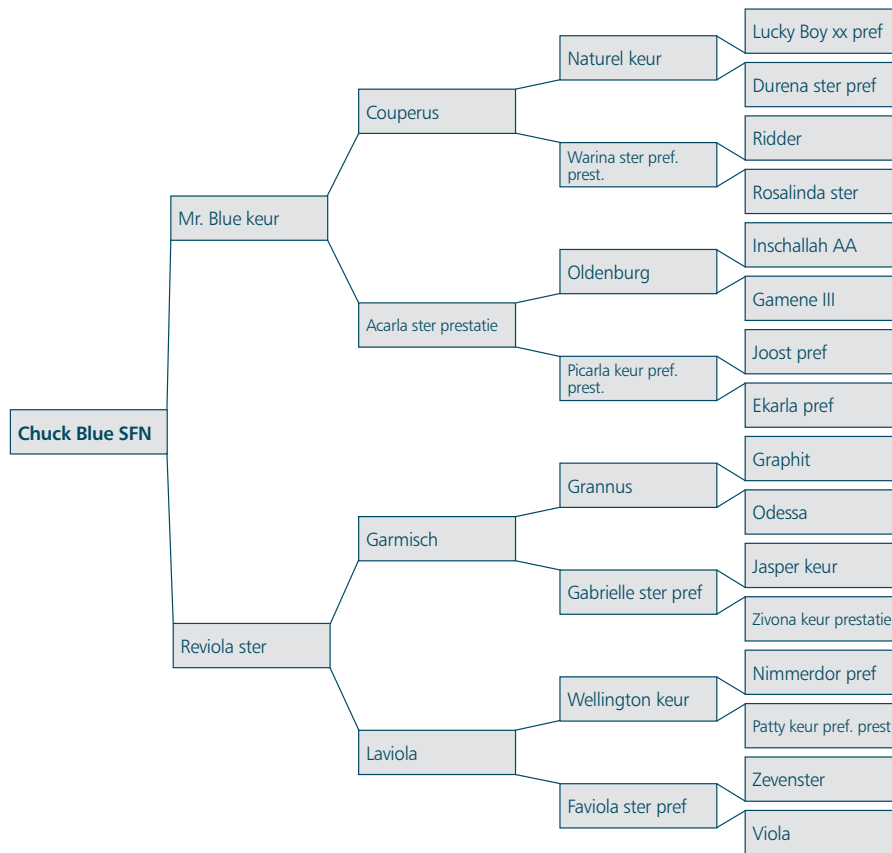 Lucky Boy xx pref
Naturel keur
Durena ster pref
Couperus
Ridder
Warina ster pref.
prest.
Rosalinda ster
Mr. Blue keur
Inschallah AA
Oldenburg
Gamene III
Acarla ster prestatie
Joost pref
Picarla keur pref.
prest.
Ekarla pref
Chuck Blue SFN
Graphit
Grannus
Odessa
Garmisch
Jasper keur
Gabrielle ster pref
Zivona keur prestatie
Reviola ster
Nimmerdor pref
Wellington keur
Patty keur pref. prest
Laviola
Zevenster
Faviola ster pref
Viola